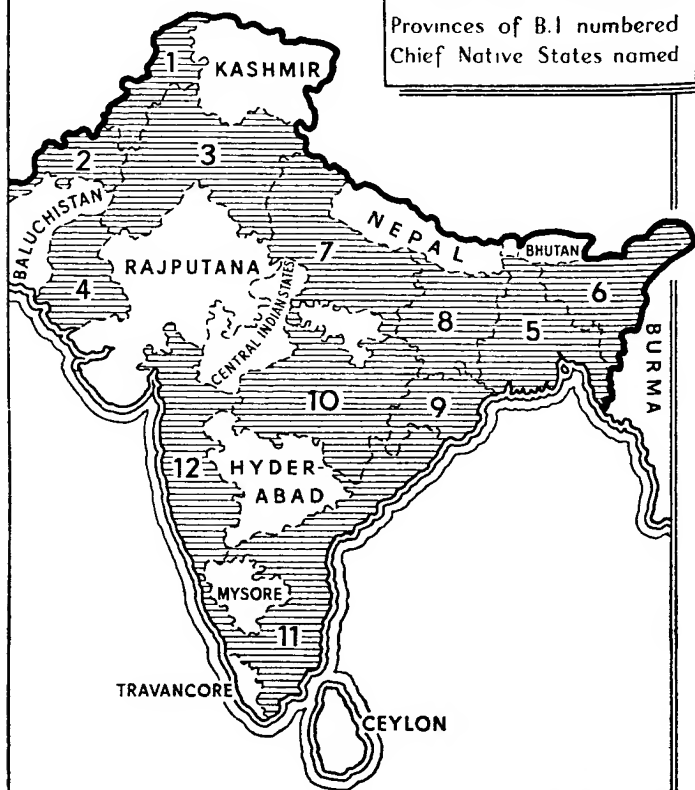 Provinces of B.I numbered
Chief Native States named
1
KASHMIR
2
3
BALUCHISTAN
NEPAL
BHUTAN
RAJPUTANA
7
4
6
CENTRAL INDIAN STATES
8
5
BURMA
10
9
12
HYDER-
ABAD
MYSORE
11
TRAVANCORE
CEYLON